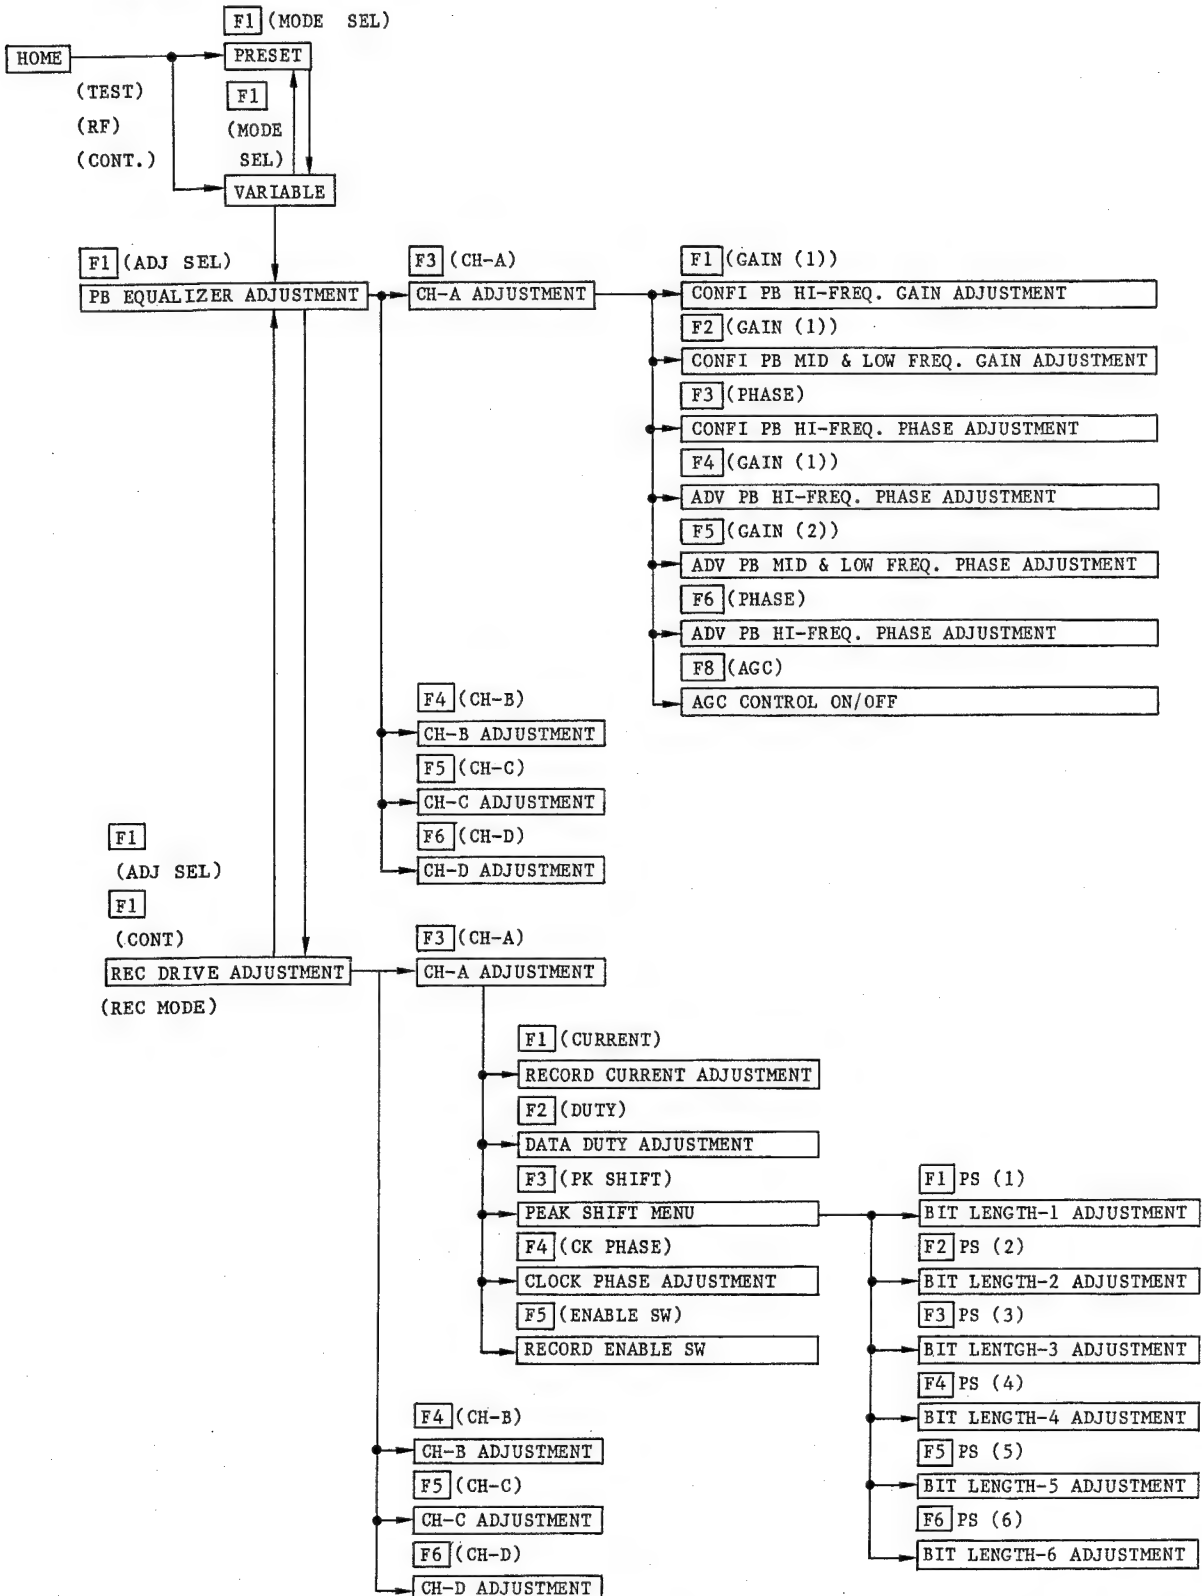 F1 (MODE SEL)
HOME
PRESET
(TEST)
(RF)
(CONT.)
F1
(MODE
SEL)
VARIABLE
F1 (ADJ SEL)
PB EQUALIZER ADJUSTMENT
F3 (CH-A)
CH-A ADJUSTMENT
F1 (GAIN (1))
CONFI PB HI-FREQ. GAIN ADJUSTMENT
F2 (GAIN (1))
CONFI PB MID & LOW FREQ. GAIN ADJUSTMENT
F3 (PHASE)
CONFI PB HI-FREQ. PHASE ADJUSTMENT
F4 (GAIN (1))
ADV PB HI-FREQ. PHASE ADJUSTMENT
F5 (GAIN (2))
ADV PB MID & LOW FREQ. PHASE ADJUSTMENT
F6 (PHASE)
ADV PB HI-FREQ. PHASE ADJUSTMENT
F8 (AGC)
AGC CONTROL ON/OFF
F4 (CH-B)
CH-B ADJUSTMENT
F5 (CH-C)
CH-C ADJUSTMENT
F6 (CH-D)
CH-D ADJUSTMENT
F1
(ADJ SEL)
F1
(CONT)
REC DRIVE ADJUSTMENT
(REC MODE)
F3 (CH-A)
CH-A ADJUSTMENT
F1 (CURRENT)
RECORD CURRENT ADJUSTMENT
F2 (DUTY)
DATA DUTY ADJUSTMENT
F3 (PK SHIFT)
PEAK SHIFT MENU
F4 (CK PHASE)
CLOCK PHASE ADJUSTMENT
F5 (ENABLE SW)
RECORD ENABLE SW
F1 PS (1)
BIT LENGTH-1 ADJUSTMENT
F2 PS (2)
BIT LENGTH-2 ADJUSTMENT
F3 PS (3)
BIT LENTGH-3 ADJUSTMENT
F4 PS (4)
BIT LENGTH-4 ADJUSTMENT
F5 PS (5)
BIT LENGTH-5 ADJUSTMENT
F6 PS (6)
BIT LENGTH-6 ADJUSTMENT
F4 (CH-B)
CH-B ADJUSTMENT
F5 (CH-C)
CH-C ADJUSTMENT
F6 (CH-D)
CH-D ADJUSTMENT